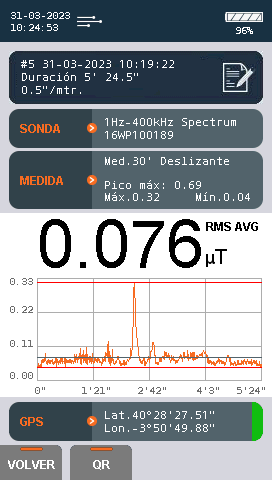 31-03-2023
10:24:53
96%
#5 31-03-2023 10:19:22
Duración 5' 24.5"
0.5"/mtr.
SONDA
1Hz-400kHz Spectrum
16WP100189
MEDIDA
Med.30' Deslizante
Pico máx: 0.69
Máx.0.32 Mín.0.04
0.076 RMS AVG
µT
0.33
0.22
0.11
0.00
0" 1'21" 2'42" 4'3" 5'24"
GPS
Lat.40°28'27.51"
Lon.-3°50'49.88"
VOLVER QR